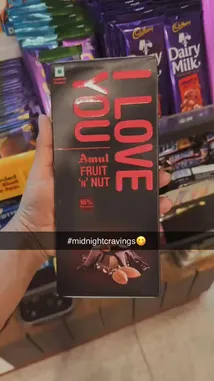 Cadbury
Dairy
Milk
I LOVE
YOU
Amul
FRUIT
'n' NUT
#midnightcravings😋